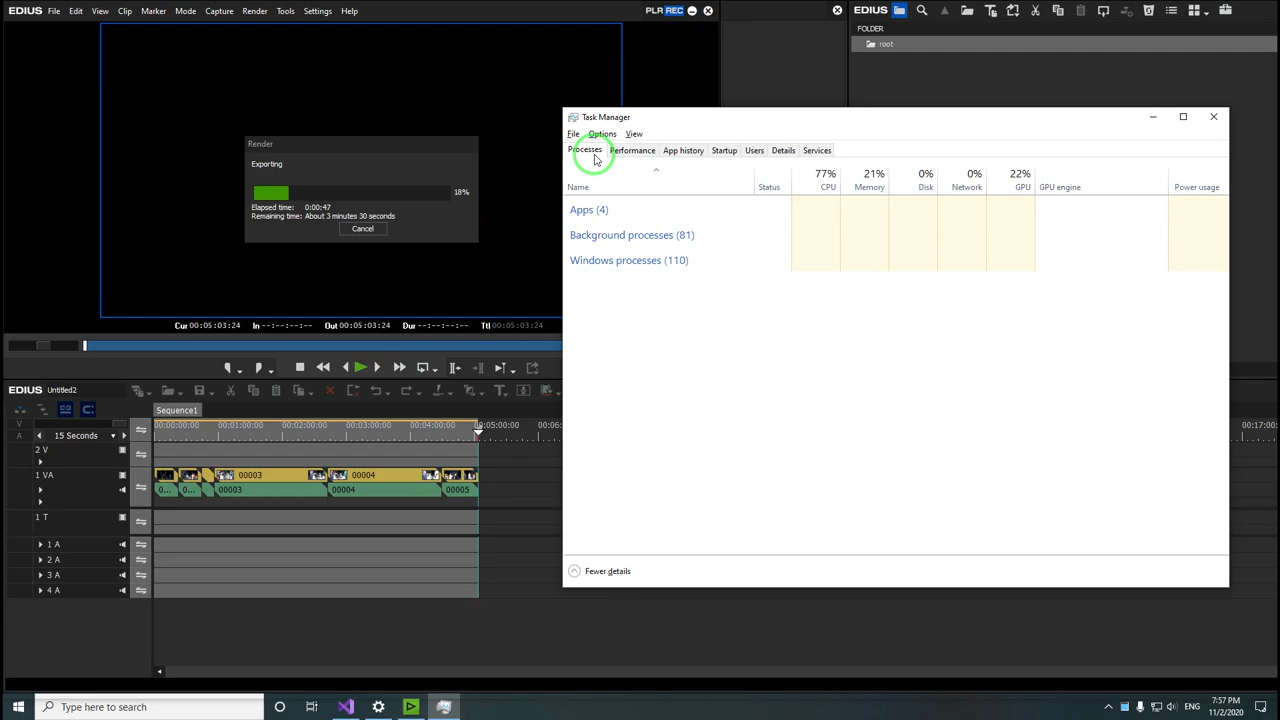 EDIUS File Edit View Clip Marker Mode Capture Render Tools Settings Help PLR REC
EDIUS
FOLDER
root
Render
Exporting
18%
Elapsed time: 0:00:47
Remaining time: About 3 minutes 30 seconds
Cancel
Cur 00:05:03:24 In --:--:--:-- Out 00:05:03:24 Dur --:--:--:-- Ttl 00:05:03:24
Task Manager
File Options View
Processes Performance App history Startup Users Details Services
77% 21% 0% 0% 22%
Name Status CPU Memory Disk Network GPU GPU engine Power usage
Apps (4)
Background processes (81)
Windows processes (110)
Fewer details
EDIUS Untitled2
Sequence1
V
A
15 Seconds
00:00:00:00 00:01:00:00 00:02:00:00 00:03:00:00 00:04:00:00 00:05:00:00 00:06: 00:17:00:0
2 V
1 VA
00003 00004
0... 0... 00003 00004 00005
1 T
1 A
2 A
3 A
4 A
Type here to search
ENG
7:57 PM
11/2/2020